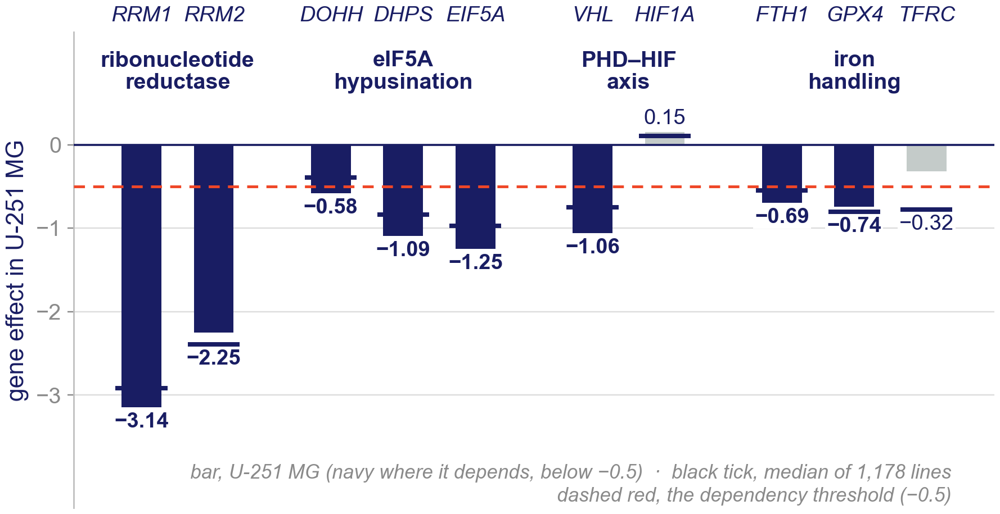 RRM1 RRM2 DOHH DHPS EIF5A VHL HIF1A FTH1 GPX4 TFRC
ribonucleotide reductase
eIF5A hypusination
PHD–HIF axis
iron handling
gene effect in U-251 MG
0
−1
−2
−3
−3.14
−2.25
−0.58
−1.09
−1.25
−1.06
0.15
−0.69
−0.74
−0.32
bar, U-251 MG (navy where it depends, below −0.5) · black tick, median of 1,178 lines
dashed red, the dependency threshold (−0.5)